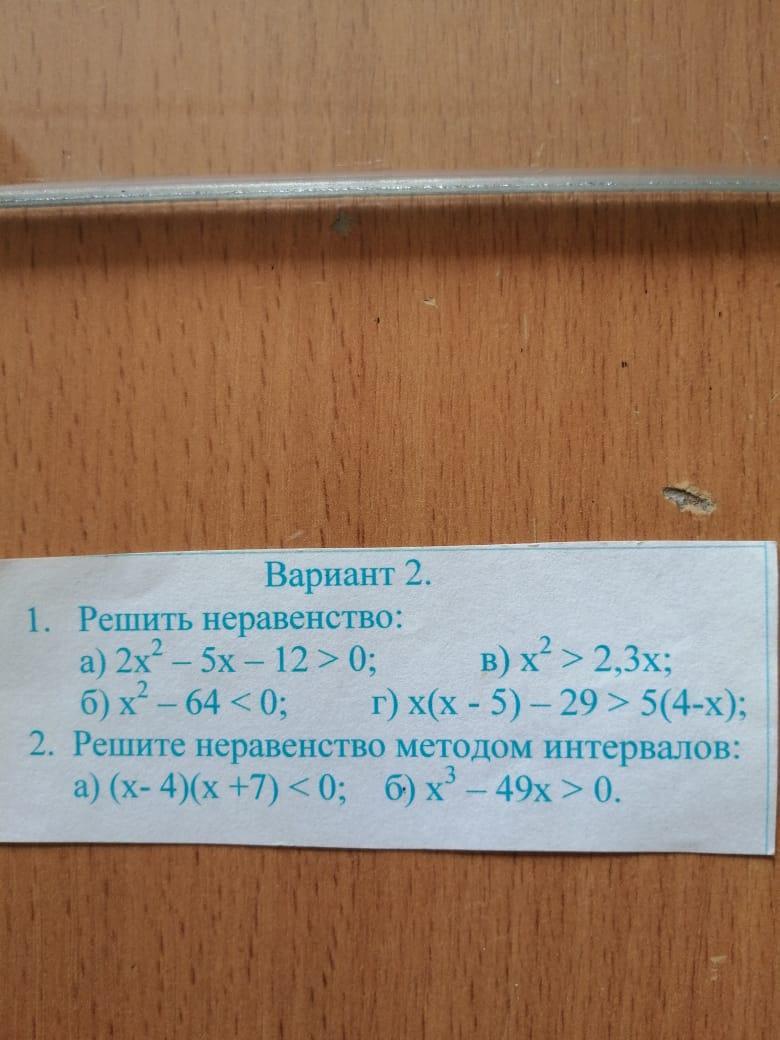 Вариант 2.
1. Решить неравенство:
а) 2x² – 5x – 12 > 0; в) x² > 2,3x;
б) x² – 64 < 0; г) x(x - 5) – 29 > 5(4-x);
2. Решите неравенство методом интервалов:
а) (x- 4)(x +7) < 0; б) x³ – 49x > 0.